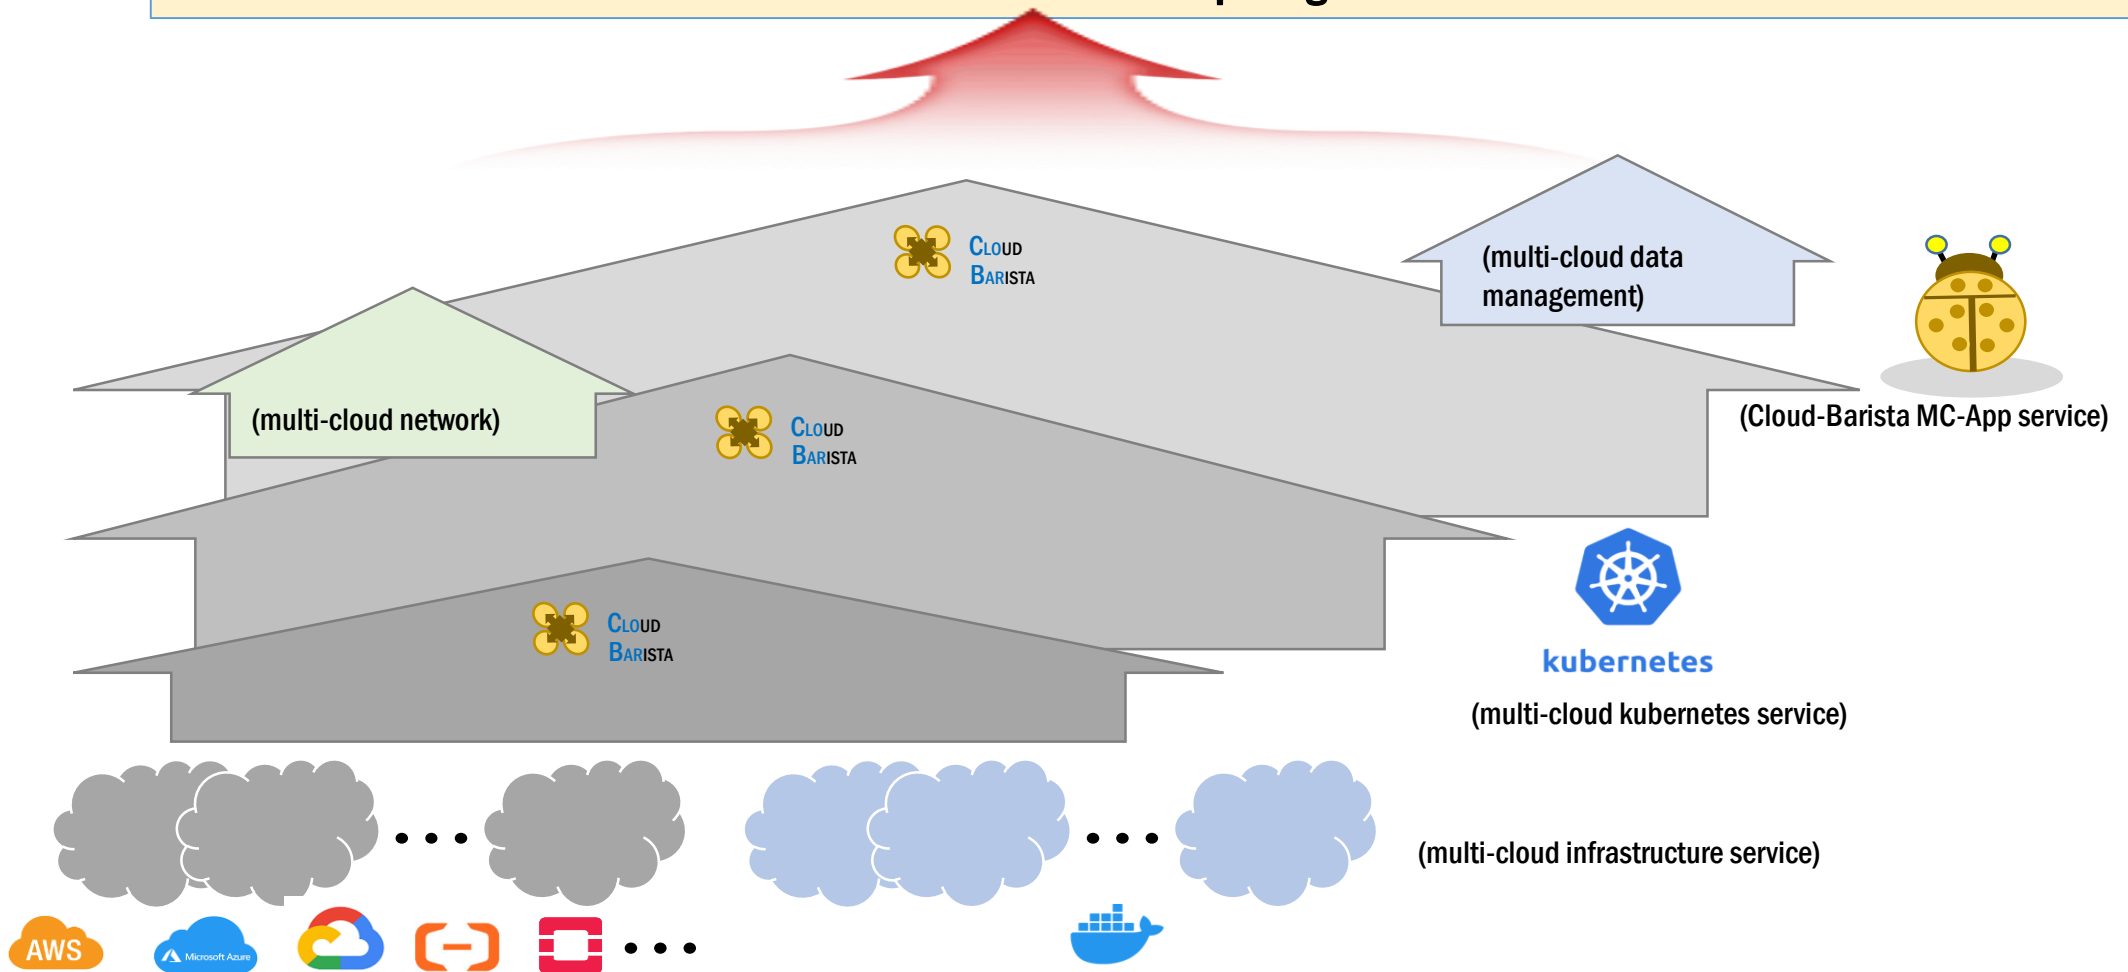 CLOUD
BARISTA
(multi-cloud data
management)
(multi-cloud network)
CLOUD
BARISTA
(Cloud-Barista MC-App service)
CLOUD
BARISTA
kubernetes
(multi-cloud kubernetes service)
(multi-cloud infrastructure service)
AWS
Microsoft Azure